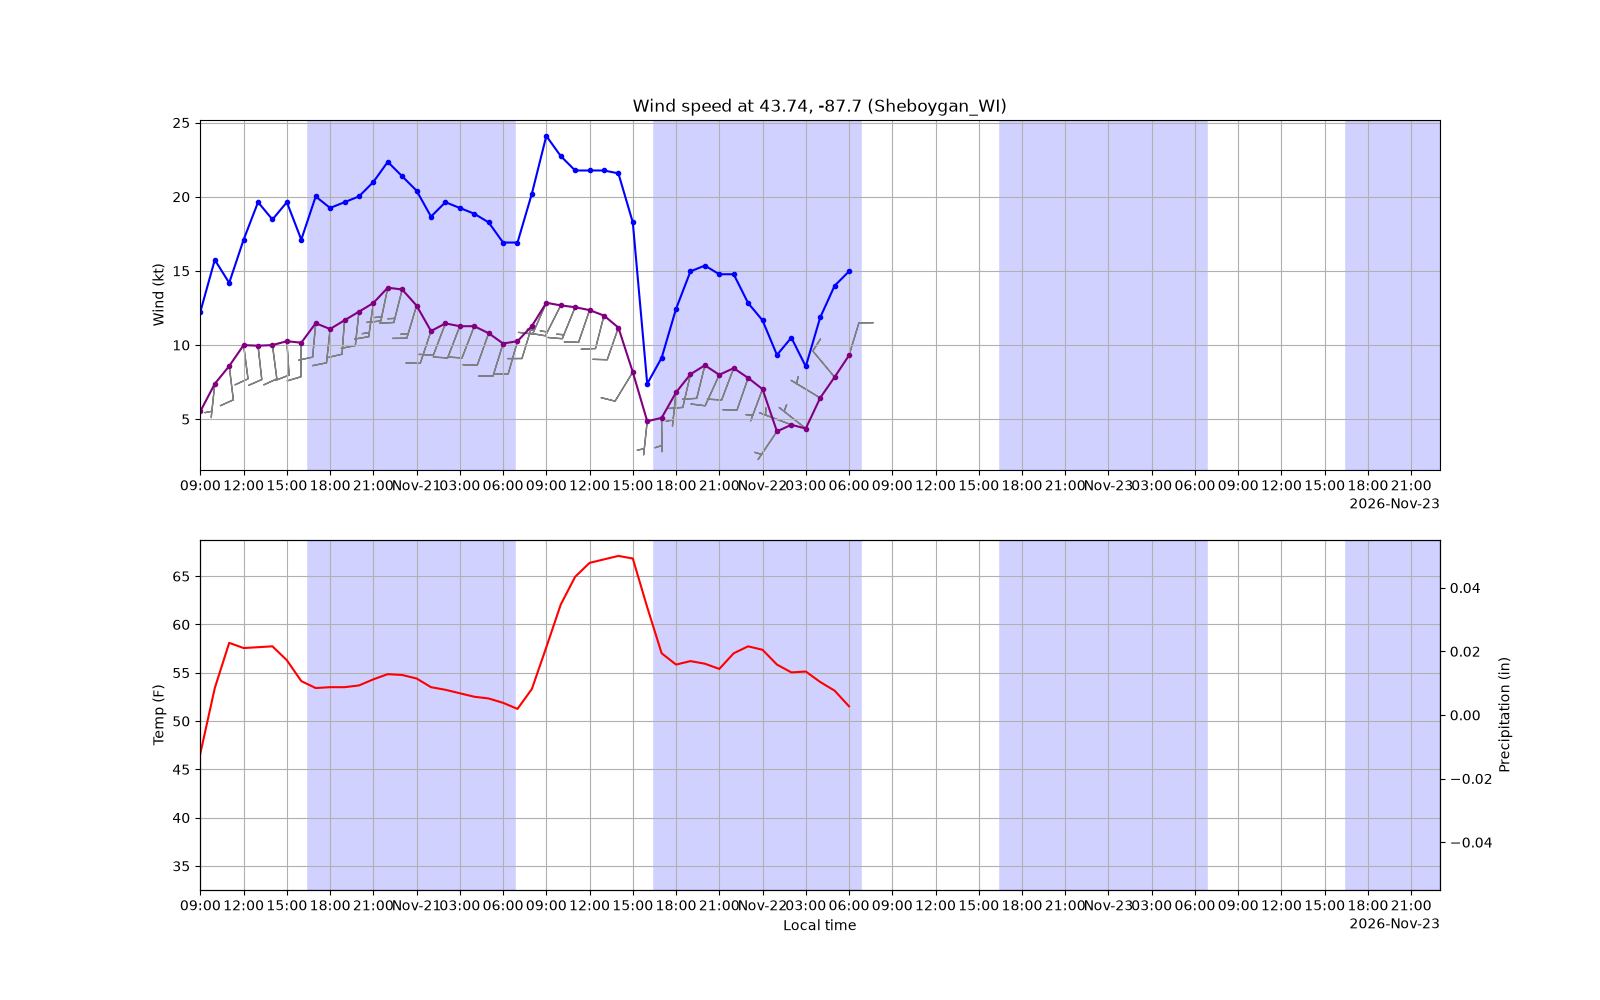 Wind speed at 43.74, -87.7 (Sheboygan_WI)
25
20
15
10
5
Wind (kt)
09:00 12:00 15:00 18:00 21:00 Nov-21 03:00 06:00 09:00 12:00 15:00 18:00 21:00 Nov-22 03:00 06:00 09:00 12:00 15:00 18:00 21:00 Nov-23 03:00 06:00 09:00 12:00 15:00 18:00 21:00
2026-Nov-23
65
60
55
50
45
40
35
Temp (F)
0.04
0.02
0.00
−0.02
−0.04
Precipitation (in)
09:00 12:00 15:00 18:00 21:00 Nov-21 03:00 06:00 09:00 12:00 15:00 18:00 21:00 Nov-22 03:00 06:00 09:00 12:00 15:00 18:00 21:00 Nov-23 03:00 06:00 09:00 12:00 15:00 18:00 21:00
Local time
2026-Nov-23